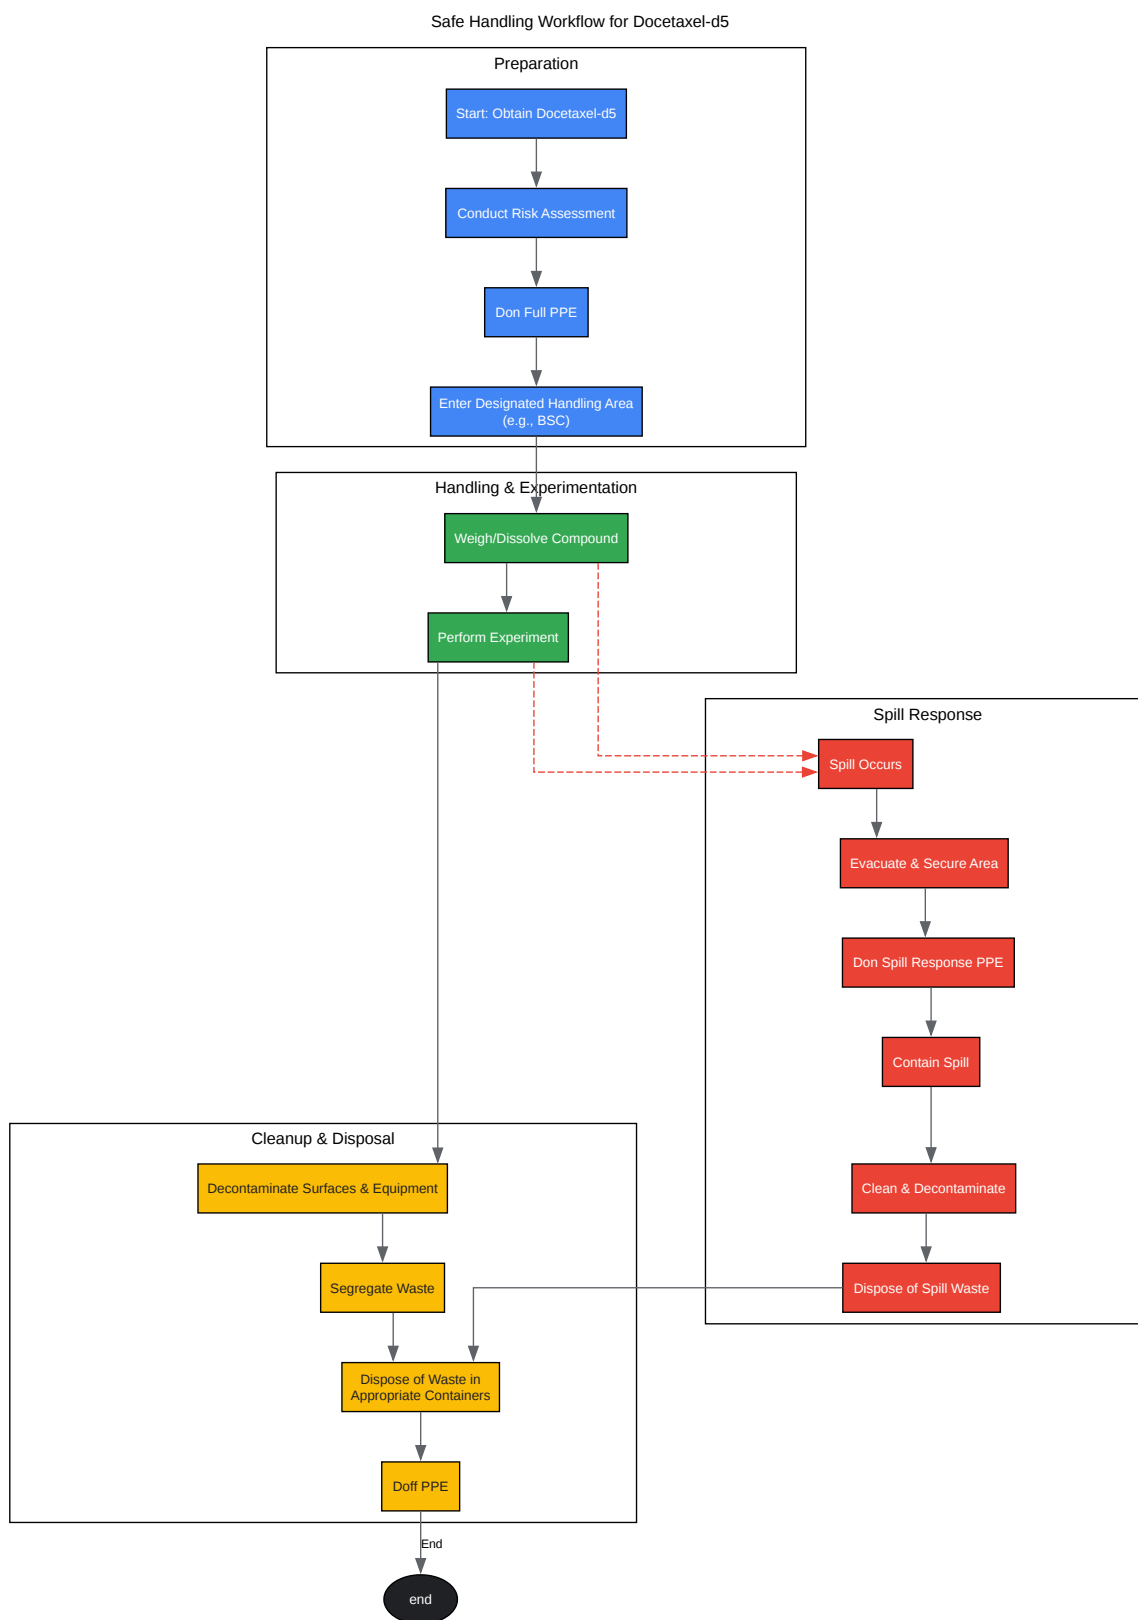 Safe Handling Workflow for Docetaxel-d5
Preparation
Start: Obtain Docetaxel-d5
Conduct Risk Assessment
Don Full PPE
Enter Designated Handling Area
(e.g., BSC)
Handling & Experimentation
Weigh/Dissolve Compound
Perform Experiment
Spill Response
Spill Occurs
Evacuate & Secure Area
Don Spill Response PPE
Contain Spill
Clean & Decontaminate
Dispose of Spill Waste
Cleanup & Disposal
Decontaminate Surfaces & Equipment
Segregate Waste
Dispose of Waste in
Appropriate Containers
Doff PPE
End
end